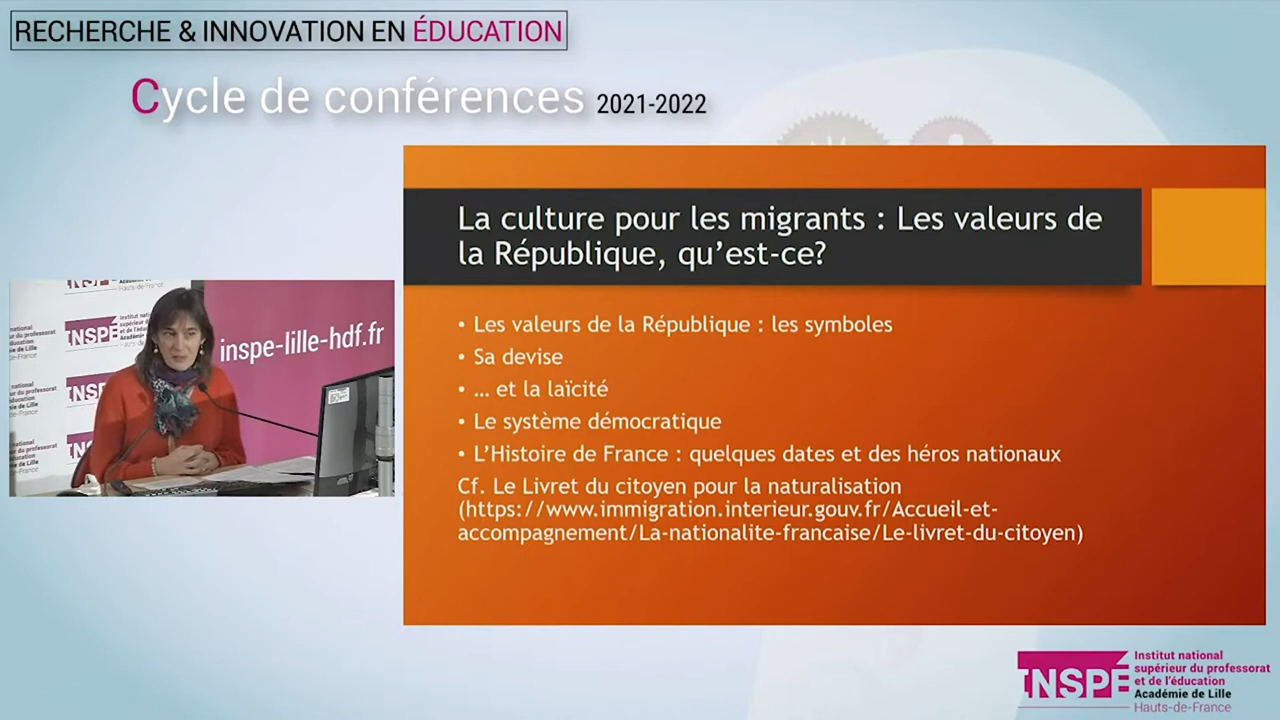 RECHERCHE & INNOVATION EN ÉDUCATION
Cycle de conférences 2021-2022
La culture pour les migrants : Les valeurs de
la République, qu’est-ce?
• Les valeurs de la République : les symboles
• Sa devise
• … et la laïcité
• Le système démocratique
• L’Histoire de France : quelques dates et des héros nationaux
Cf. Le Livret du citoyen pour la naturalisation
(https://www.immigration.interieur.gouv.fr/Accueil-et-
accompagnement/La-nationalite-francaise/Le-livret-du-citoyen)
inspe-lille-hdf.fr
INSPÉ
Institut national
supérieur du professorat
et de l'éducation
Académie de Lille
Hauts-de-France